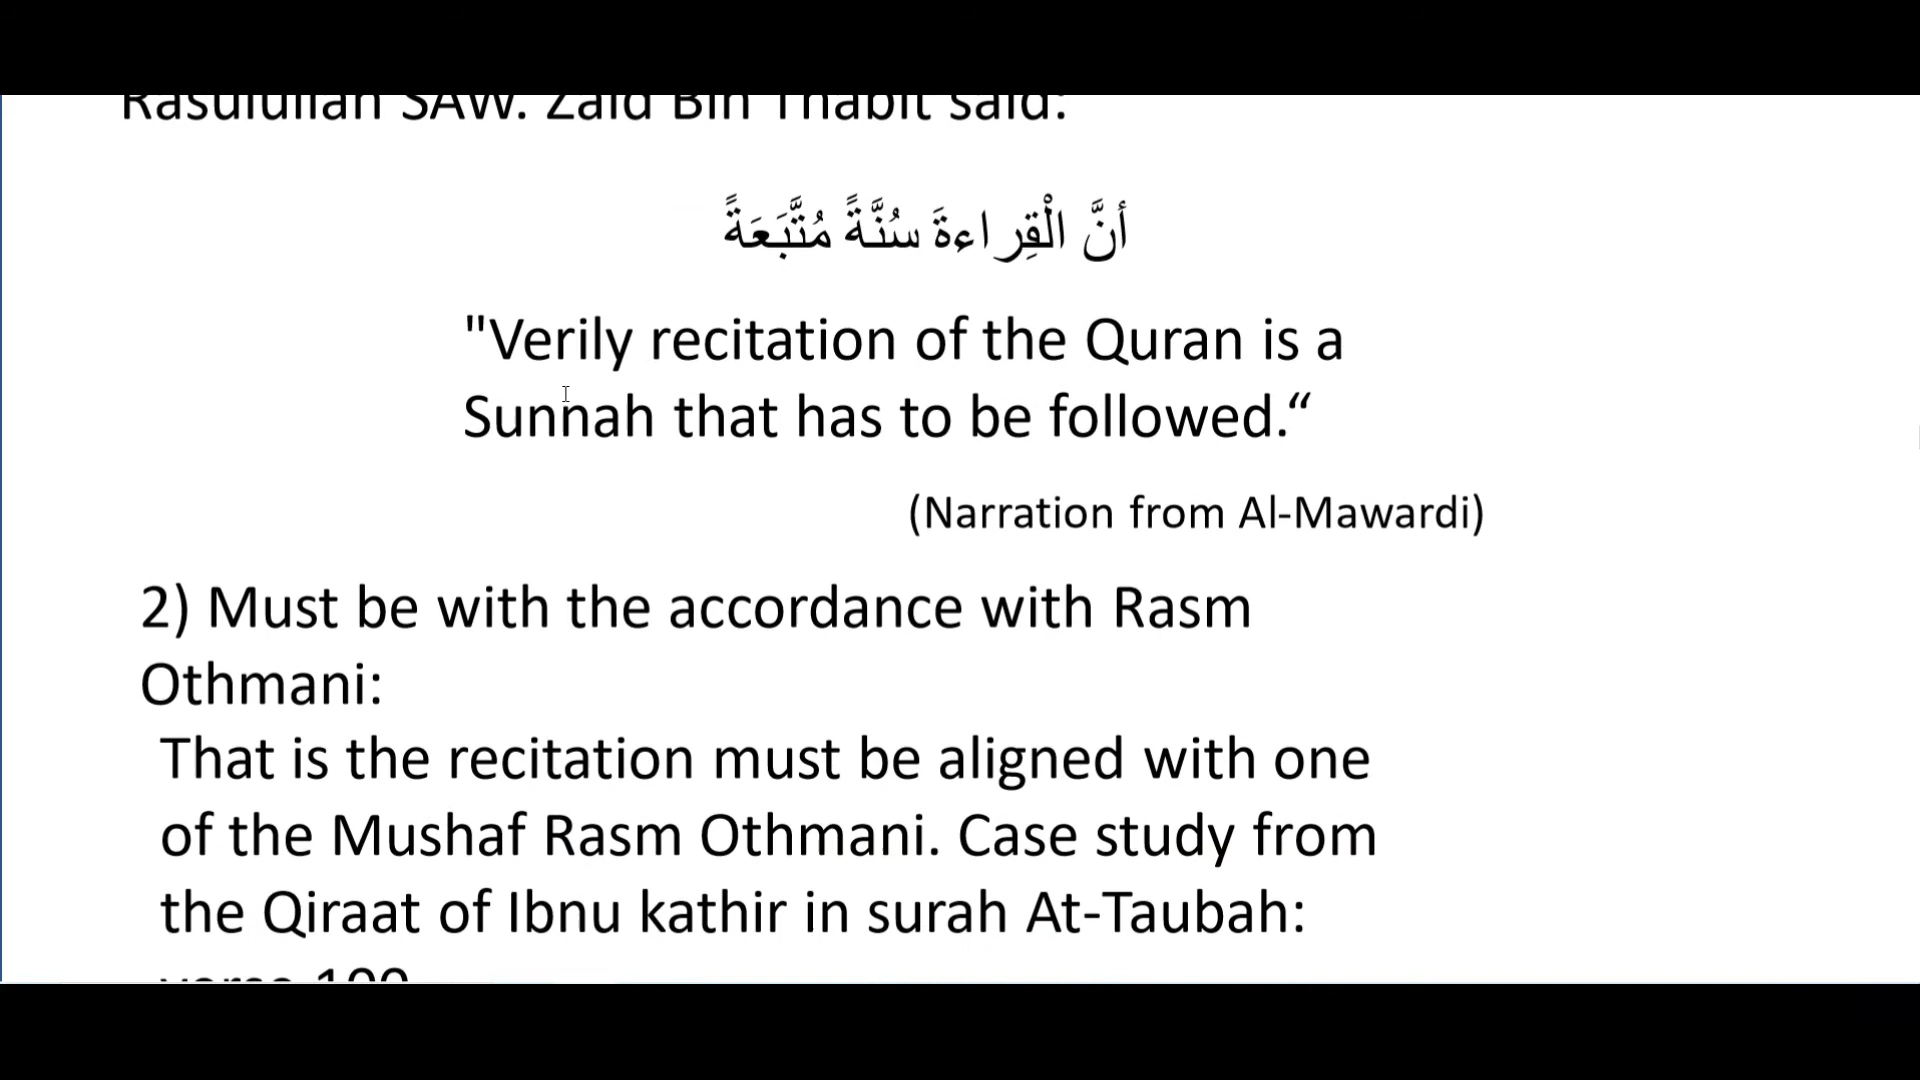 Rasulullah SAW. Zaid Bin Thabit said:
أنَّ الْقِراءةَ سُنَّةً مُتَّبَعَةً
"Verily recitation of the Quran is a
Sunnah that has to be followed.“
(Narration from Al-Mawardi)
2) Must be with the accordance with Rasm
Othmani:
That is the recitation must be aligned with one
of the Mushaf Rasm Othmani. Case study from
the Qiraat of Ibnu kathir in surah At-Taubah:
verse 100